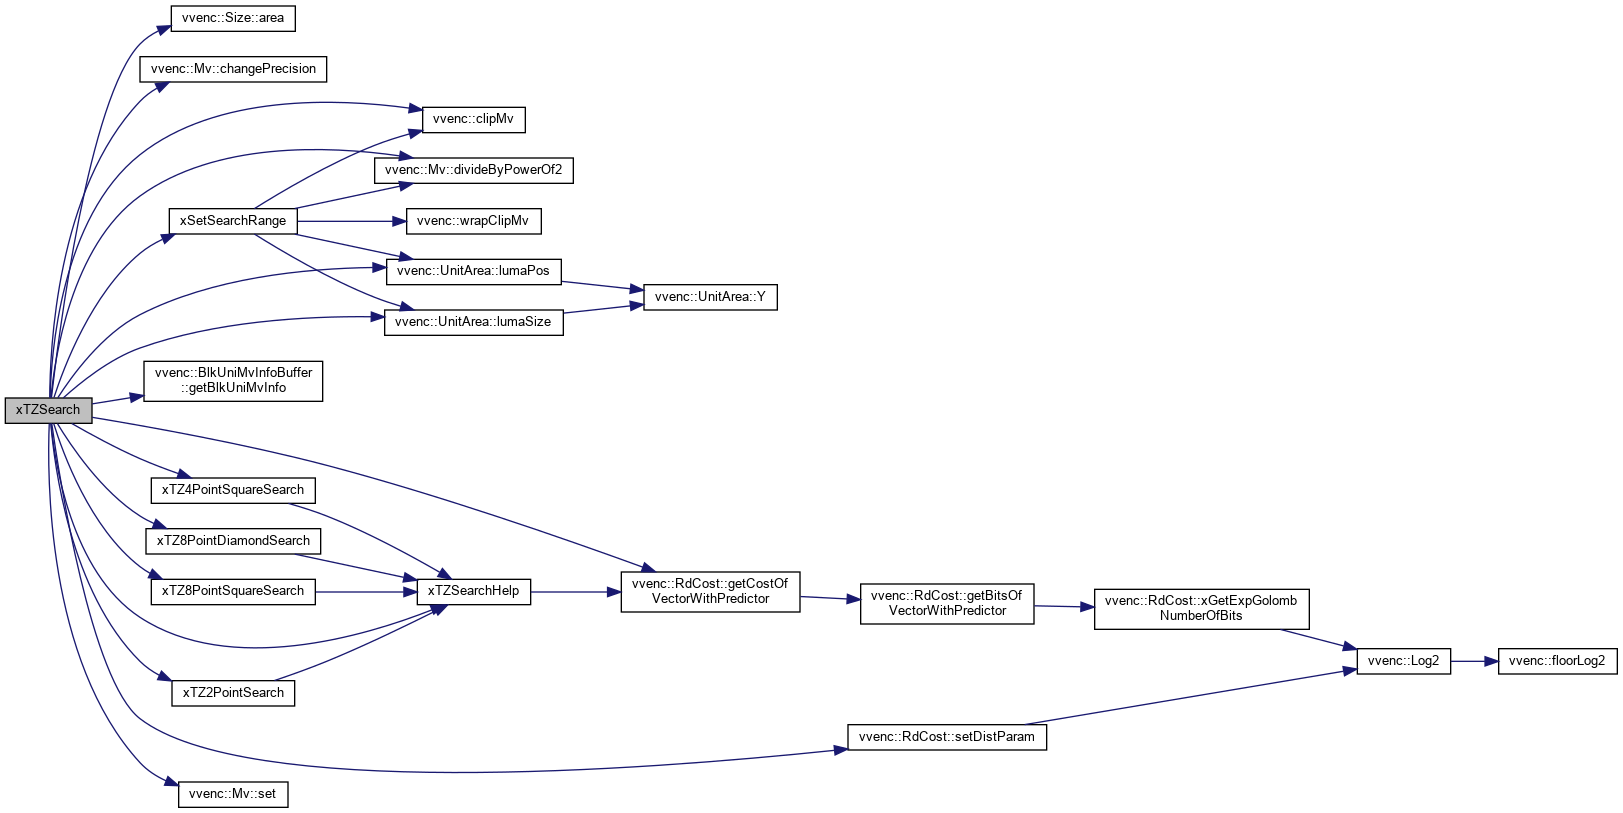 vvenc::Size::area
vvenc::Mv::changePrecision
vvenc::clipMv
vvenc::Mv::divideByPowerOf2
xSetSearchRange
vvenc::wrapClipMv
vvenc::UnitArea::lumaPos
vvenc::UnitArea::Y
vvenc::UnitArea::lumaSize
vvenc::BlkUniMvInfoBuffer
::getBlkUniMvInfo
xTZSearch
xTZ4PointSquareSearch
xTZ8PointDiamondSearch
xTZ8PointSquareSearch
xTZSearchHelp
vvenc::RdCost::getCostOf
VectorWithPredictor
vvenc::RdCost::getBitsOf
VectorWithPredictor
vvenc::RdCost::xGetExpGolomb
NumberOfBits
vvenc::Log2
vvenc::floorLog2
xTZ2PointSearch
vvenc::RdCost::setDistParam
vvenc::Mv::set